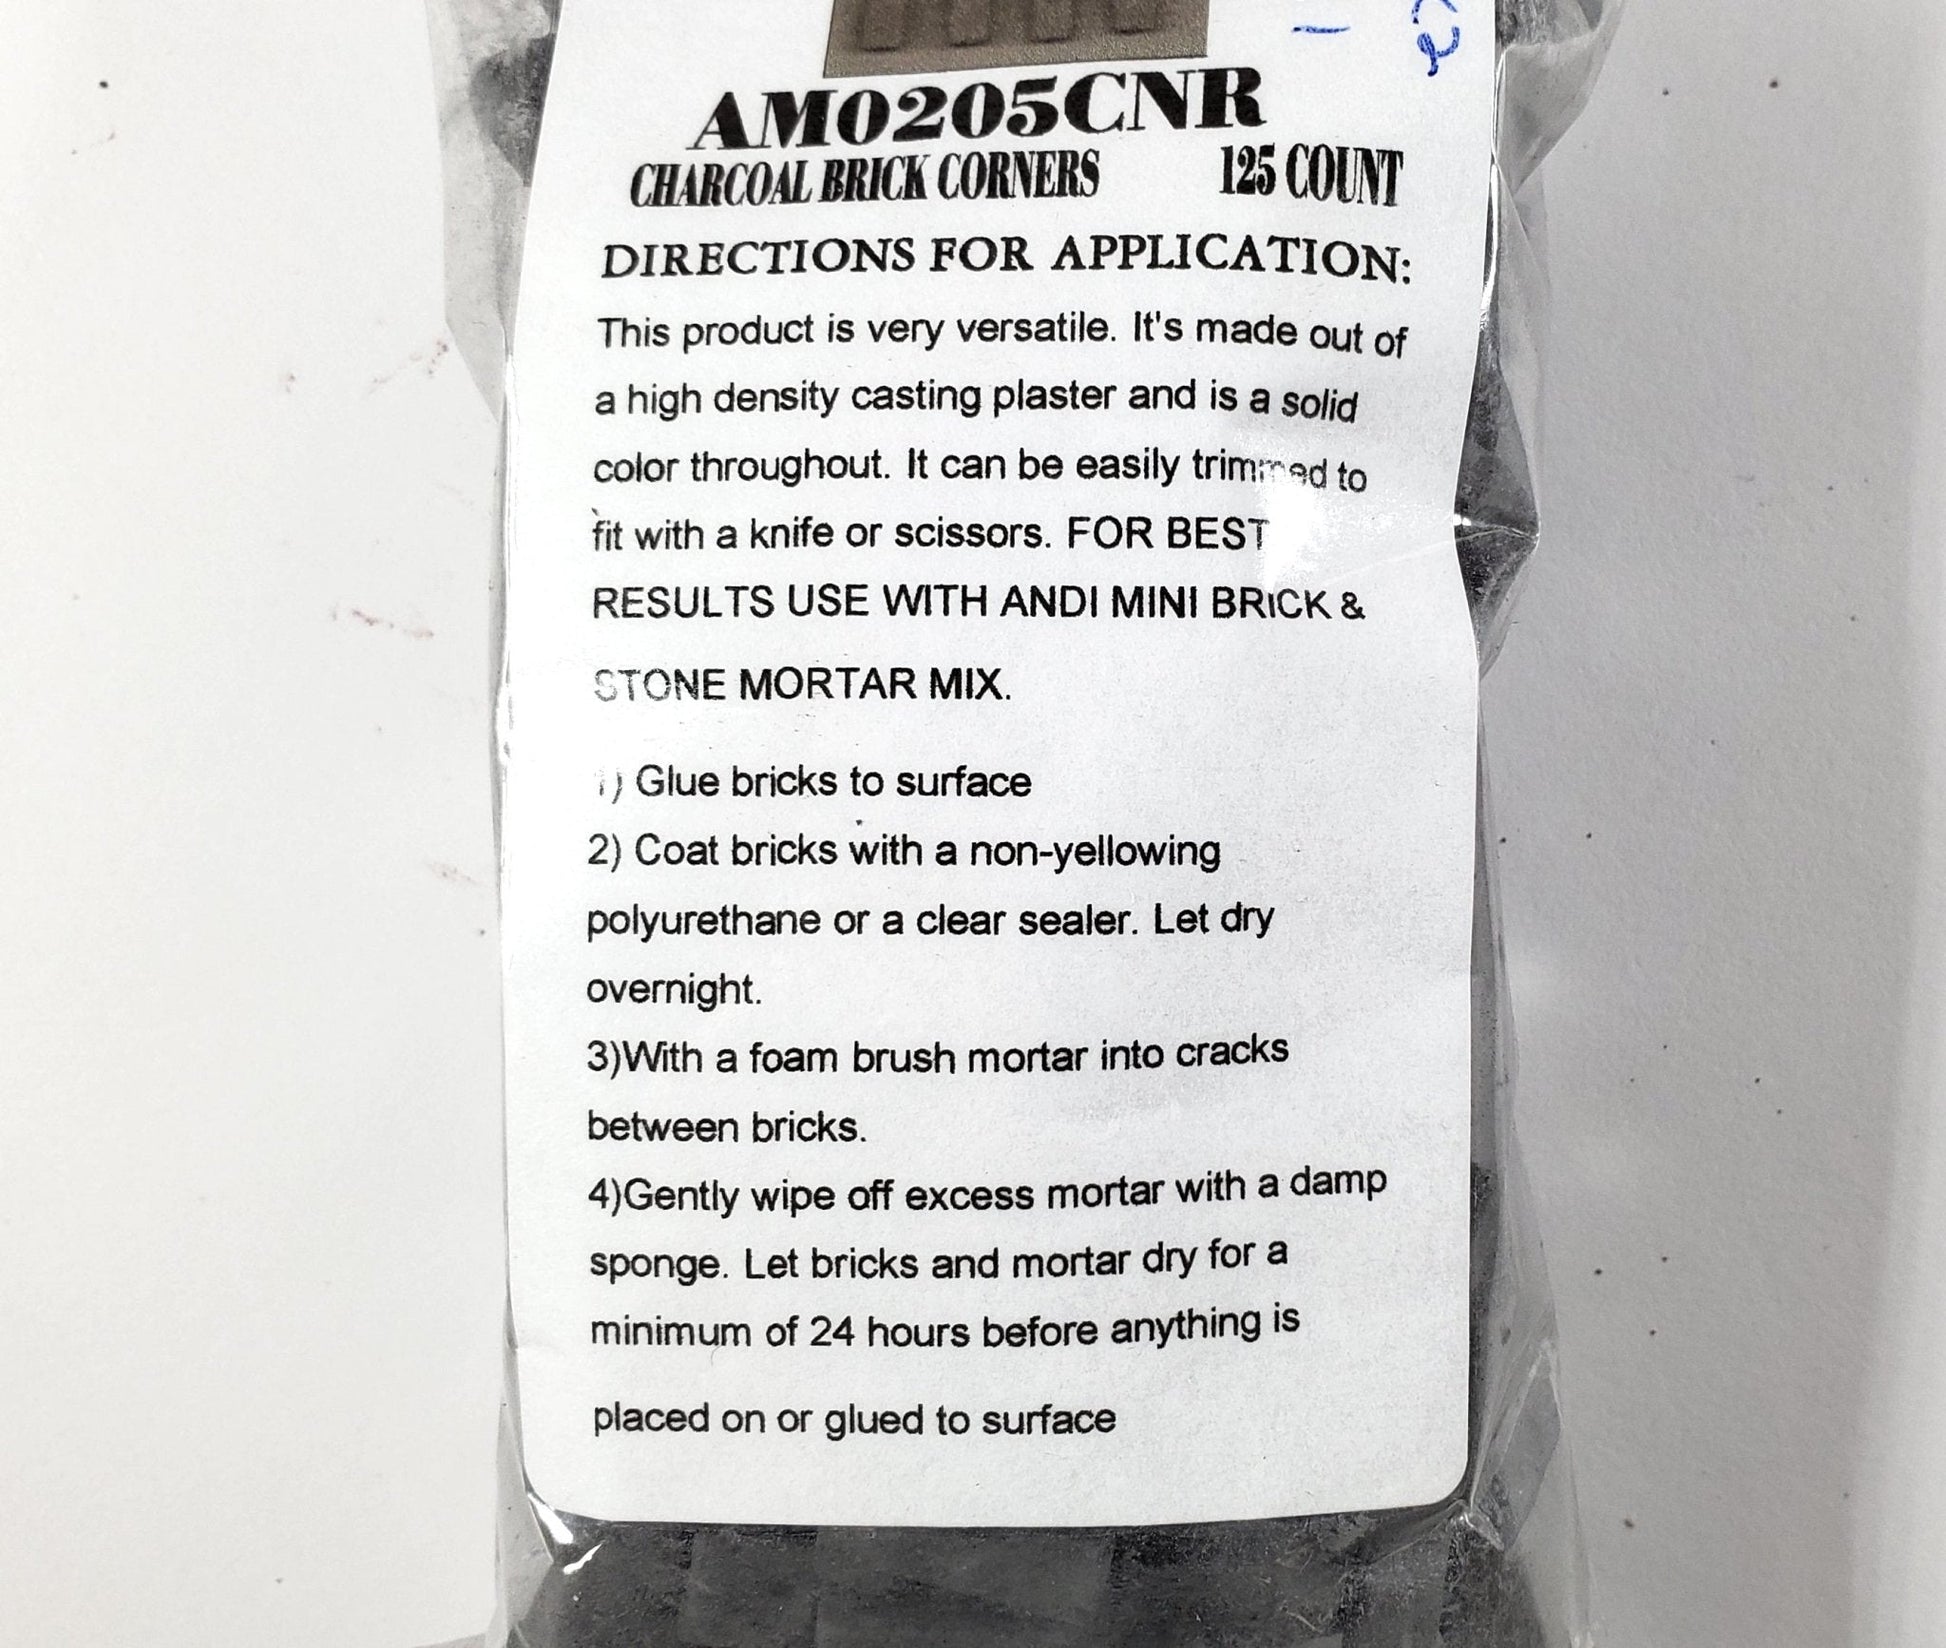 AM0205CNR
CHARCOAL BRICK CORNERS 125 COUNT
DIRECTIONS FOR APPLICATION:
This product is very versatile. It's made out of
a high density casting plaster and is a solid
color throughout. It can be easily trimmed to
fit with a knife or scissors. FOR BEST
RESULTS USE WITH ANDI MINI BRICK &
STONE MORTAR MIX.
1) Glue bricks to surface
2) Coat bricks with a non-yellowing
polyurethane or a clear sealer. Let dry
overnight.
3)With a foam brush mortar into cracks
between bricks.
4)Gently wipe off excess mortar with a damp
sponge. Let bricks and mortar dry for a
minimum of 24 hours before anything is
placed on or glued to surface